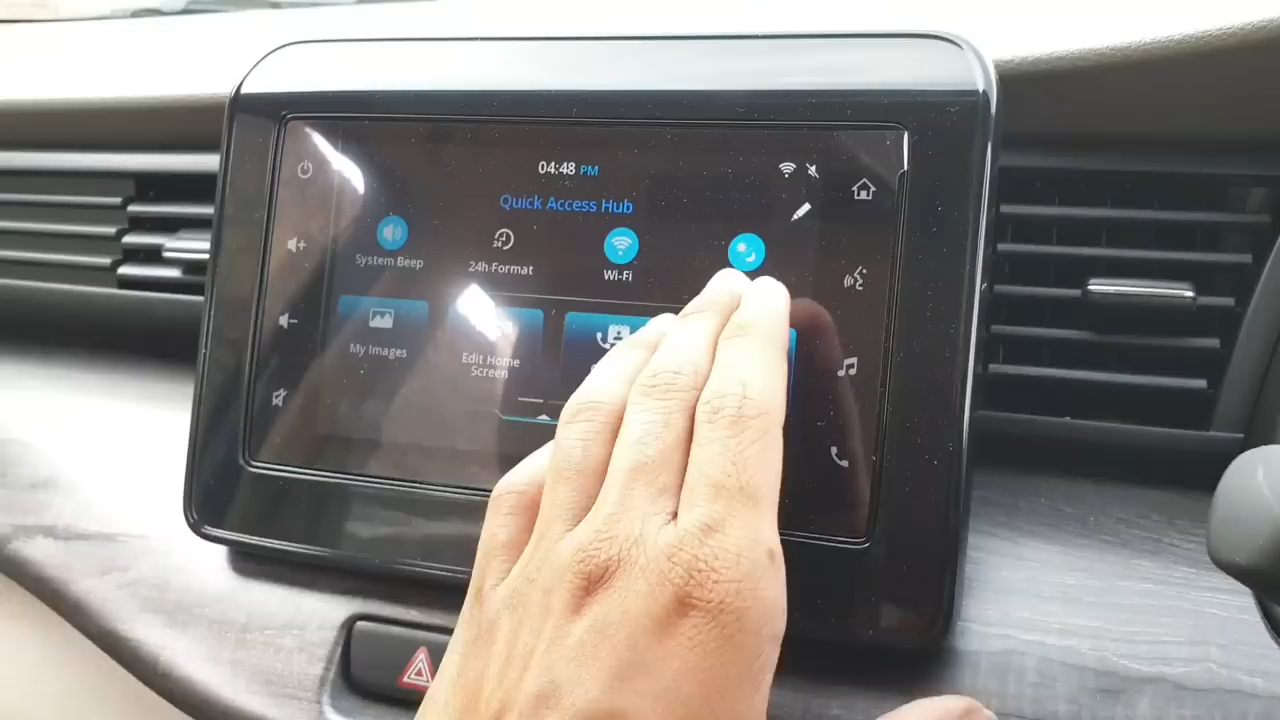 04:48 PM
Quick Access Hub
System Beep
24h Format
Wi-Fi
My Images
Edit Home
Screen